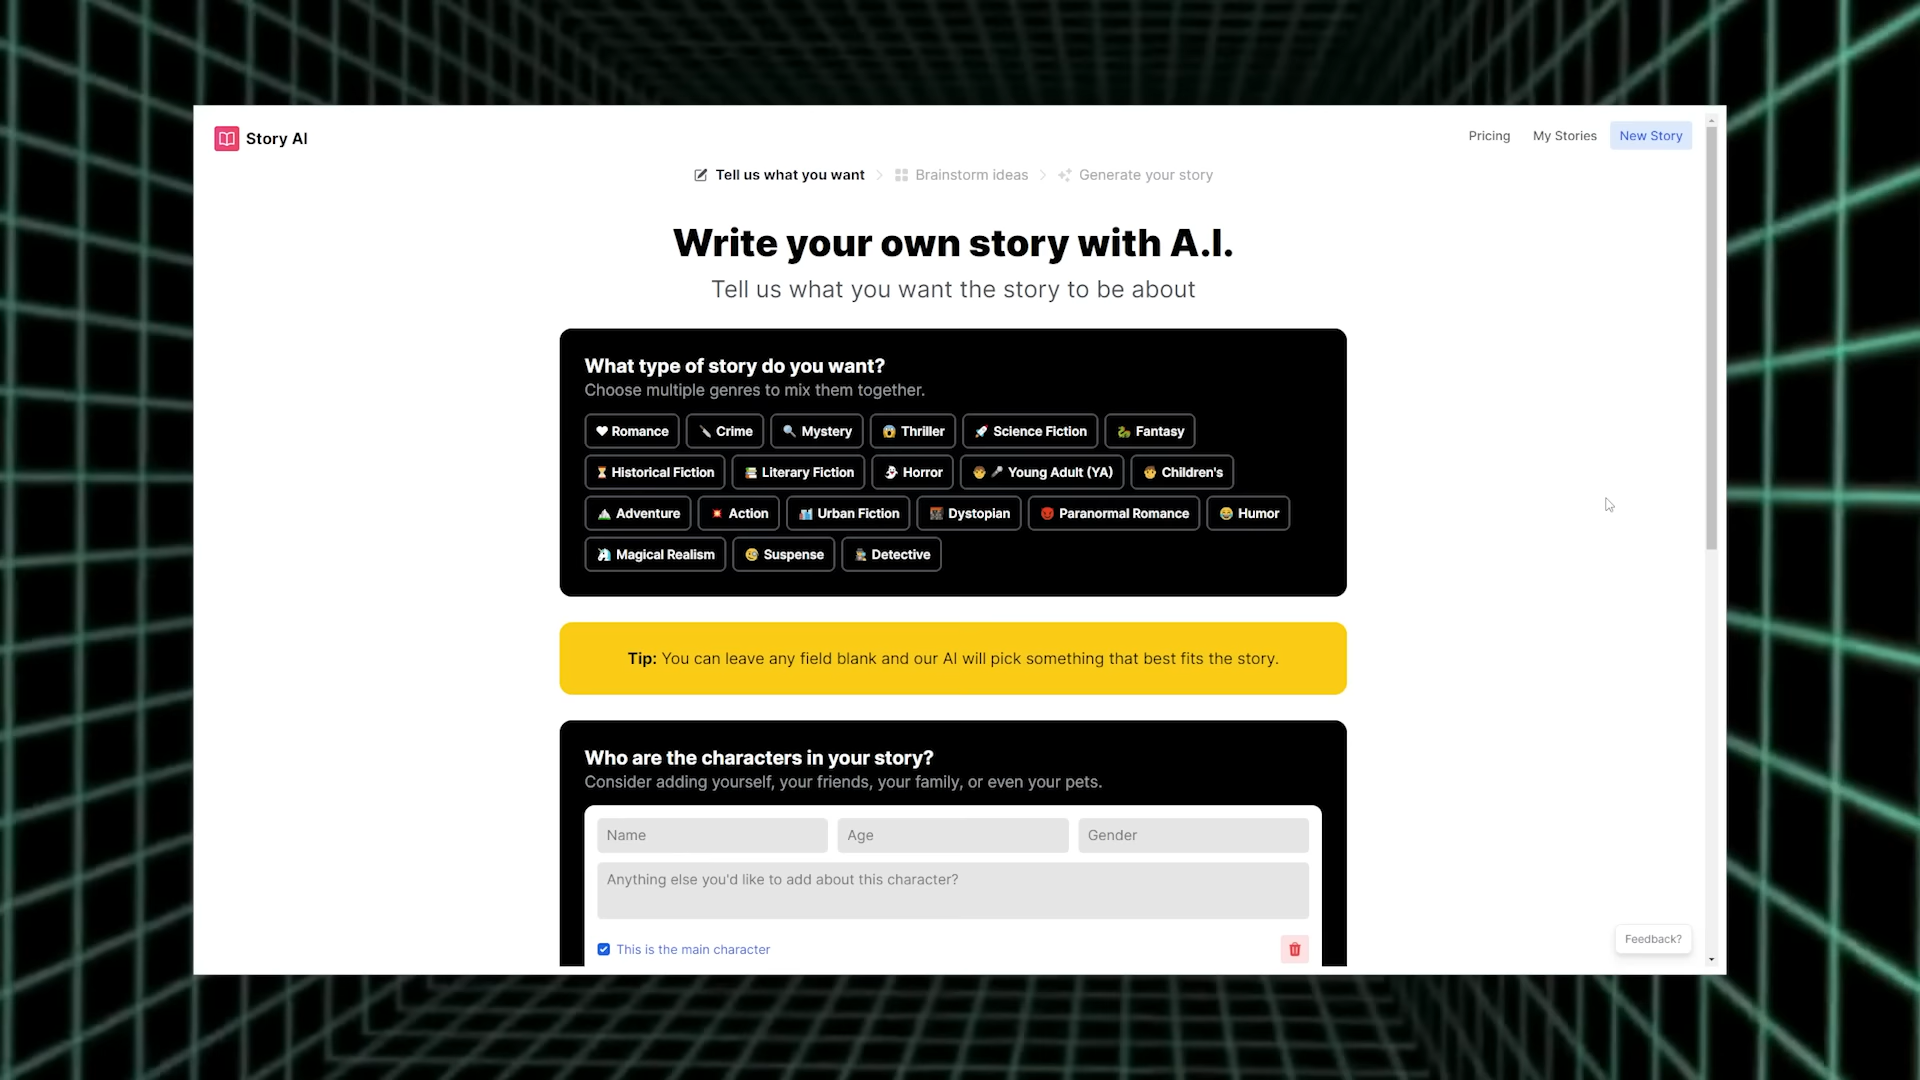 Story AI
Pricing My Stories New Story
Tell us what you want Brainstorm ideas Generate your story
Write your own story with A.I.
Tell us what you want the story to be about
What type of story do you want?
Choose multiple genres to mix them together.
Romance Crime Mystery Thriller Science Fiction Fantasy
Historical Fiction Literary Fiction Horror Young Adult (YA) Children's
Adventure Action Urban Fiction Dystopian Paranormal Romance Humor
Magical Realism Suspense Detective
Tip: You can leave any field blank and our AI will pick something that best fits the story.
Who are the characters in your story?
Consider adding yourself, your friends, your family, or even your pets.
Name Age Gender
Anything else you'd like to add about this character?
This is the main character
Feedback?